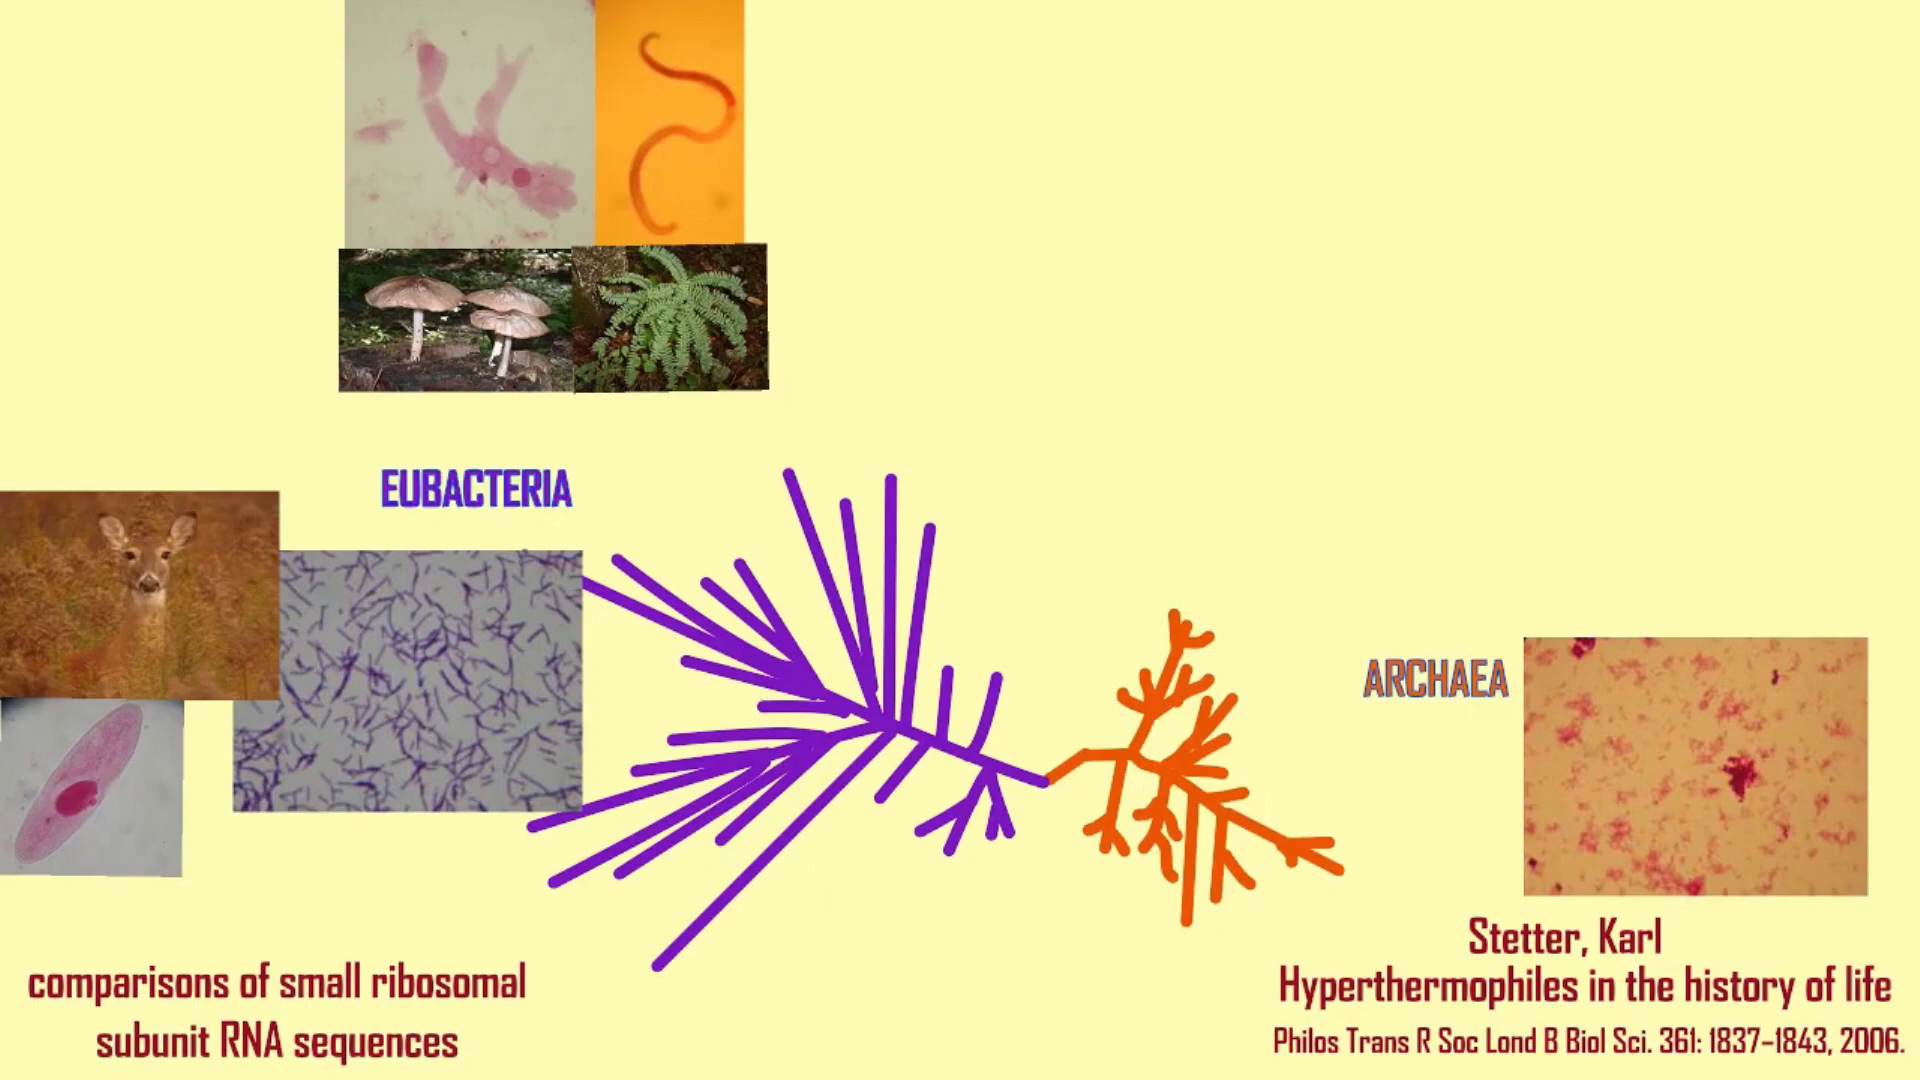 EUBACTERIA
ARCHAEA
comparisons of small ribosomal
subunit RNA sequences
Stetter, Karl
Hyperthermophiles in the history of life
Philos Trans R Soc Lond B Biol Sci. 361: 1837–1843, 2006.